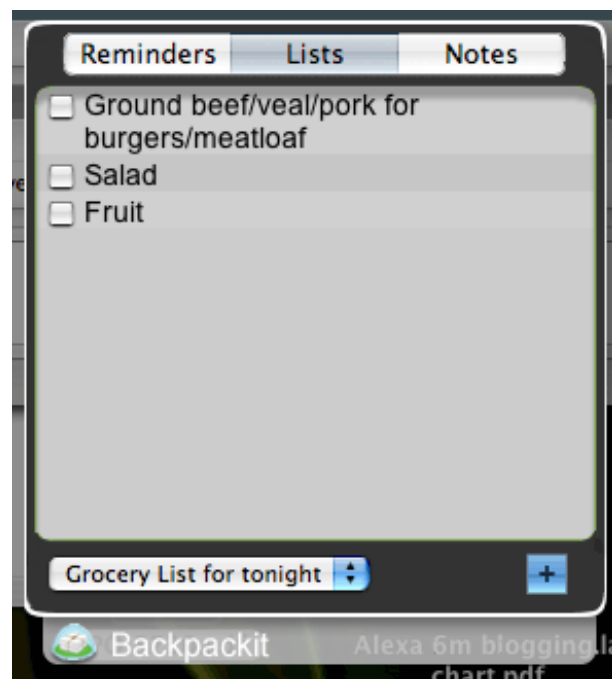 Reminders Lists Notes
Ground beef/veal/pork for
burgers/meatloaf
Salad
Fruit
Grocery List for tonight
+
Backpackit
Alexa 6m blogging.la
chart.pdf